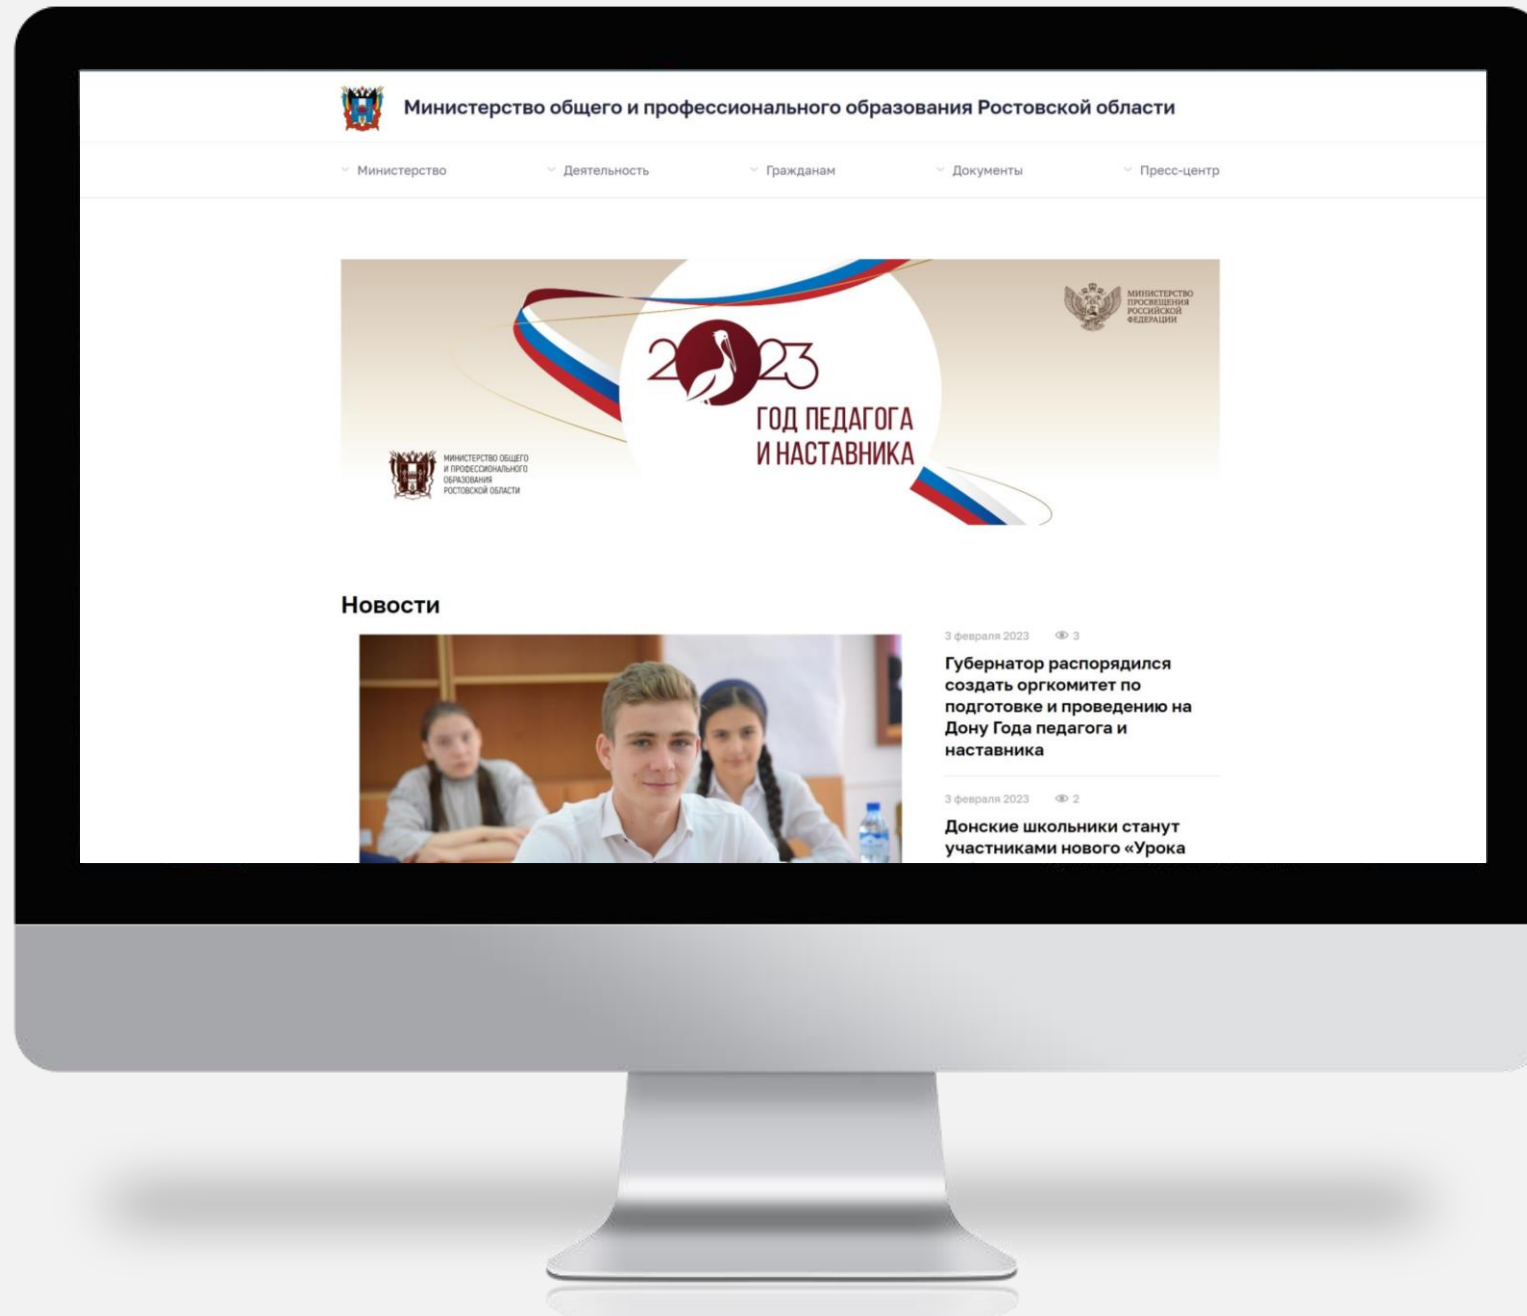 Министерство общего и профессионального образования Ростовской области
Министерство
Деятельность
Гражданам
Документы
Пресс-центр
МИНИСТЕРСТВО
ПРОСВЕЩЕНИЯ
РОССИЙСКОЙ
ФЕДЕРАЦИИ
2023
ГОД ПЕДАГОГА
И НАСТАВНИКА
МИНИСТЕРСТВО ОБЩЕГО
И ПРОФЕССИОНАЛЬНОГО
ОБРАЗОВАНИЯ
РОСТОВСКОЙ ОБЛАСТИ
Новости
3 февраля 2023 3
Губернатор распорядился
создать оргкомитет по
подготовке и проведению на
Дону Года педагога и
наставника
3 февраля 2023 2
Донские школьники станут
участниками нового «Урока